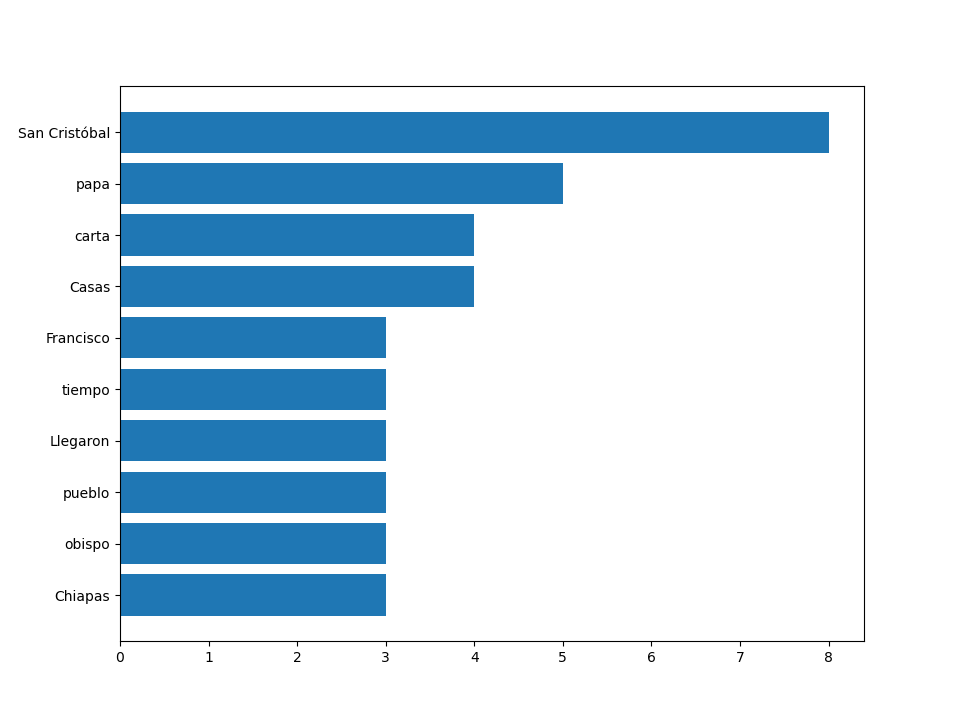 San Cristóbal
papa
carta
Casas
Francisco
tiempo
Llegaron
pueblo
obispo
Chiapas
0 1 2 3 4 5 6 7 8